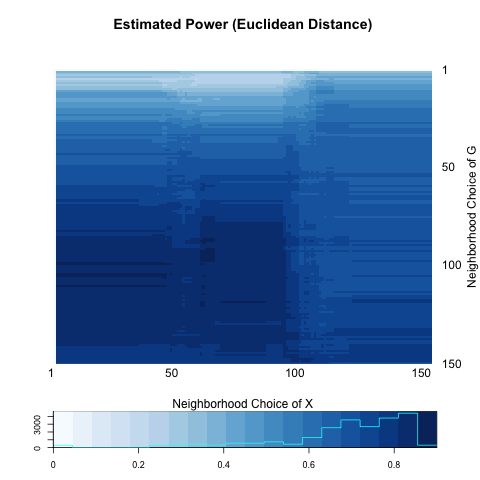 Estimated Power (Euclidean Distance)
1
50
100
150
Neighborhood Choice of G
1 50 100 150
Neighborhood Choice of X
0 3000
0 0.2 0.4 0.6 0.8